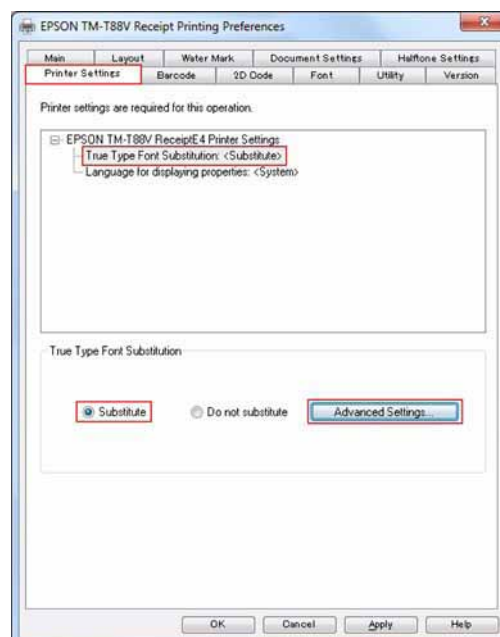 EPSON TM-T88V Receipt Printing Preferences
Main Layout Water Mark Document Settings Halftone Settings
Printer Settings Barcode 2D Code Font Utility Version
Printer settings are required for this operation.
EPSON TM-T88V ReceiptE4 Printer Settings
True Type Font Substitution: <Substitute>
Language for displaying properties: <System>
True Type Font Substitution
Substitute Do not substitute Advanced Settings...
OK Cancel Apply Help